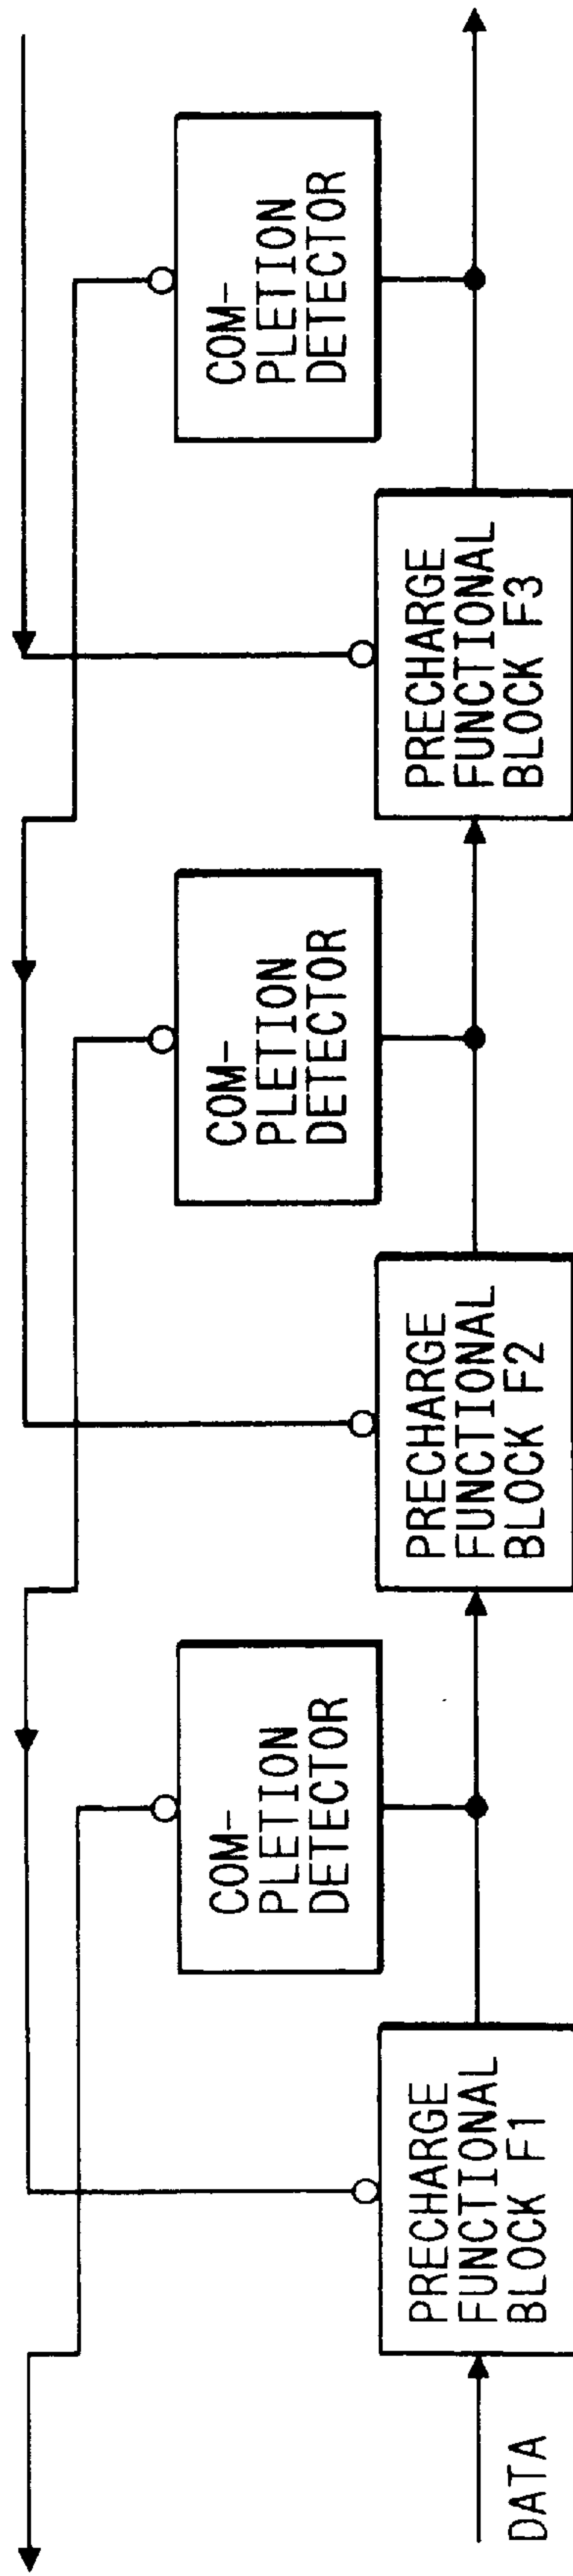 DATA
PRECHARGE
FUNCTIONAL
BLOCK F1
COM-
PLETION
DETECTOR
PRECHARGE
FUNCTIONAL
BLOCK F2
COM-
PLETION
DETECTOR
PRECHARGE
FUNCTIONAL
BLOCK F3
COM-
PLETION
DETECTOR